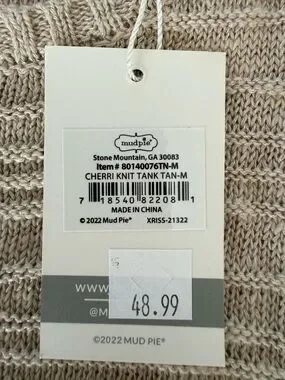 mudpie®
Stone Mountain, GA 30083
Item # 80140076TN-M
CHERRI KNIT TANK TAN-M
7 18540 82208 1
MADE IN CHINA
©2022 Mud Pie® XRISS-21322
www.
@M
48.99
©2022 MUD PIE®